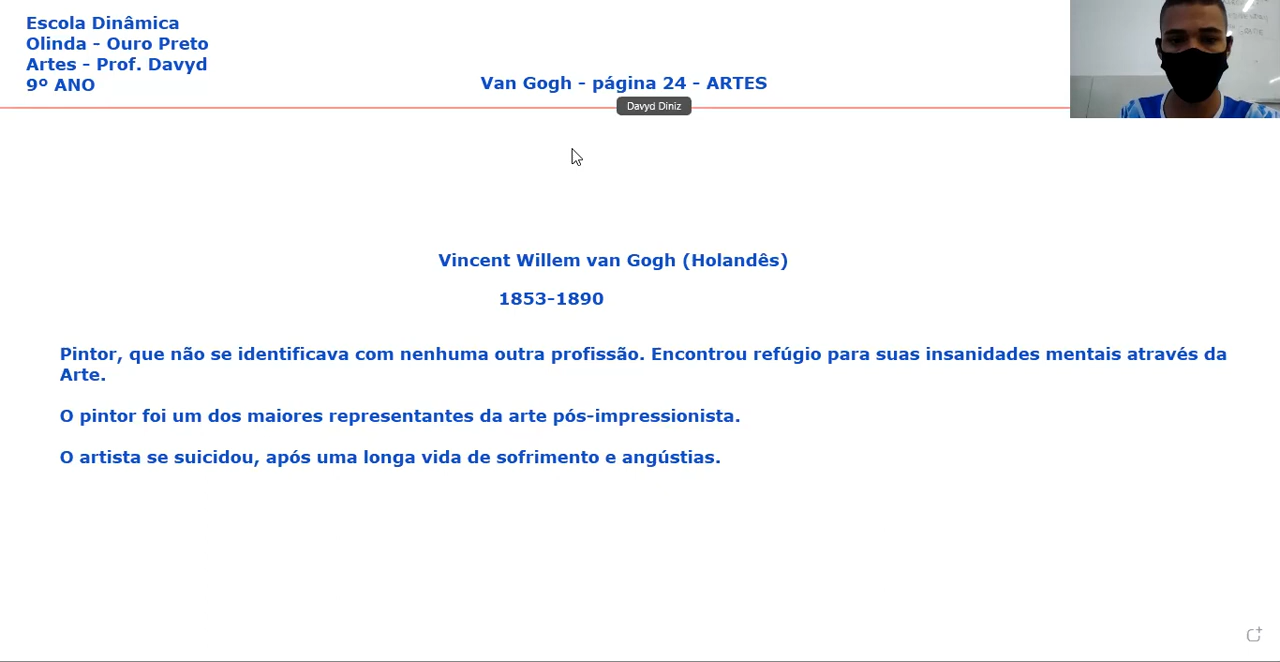 Escola Dinâmica
Olinda - Ouro Preto
Artes - Prof. Davyd
9º ANO
Van Gogh - página 24 - ARTES
Davyd Diniz
Vincent Willem van Gogh (Holandês)
1853-1890
Pintor, que não se identificava com nenhuma outra profissão. Encontrou refúgio para suas insanidades mentais através da
Arte.
O pintor foi um dos maiores representantes da arte pós-impressionista.
O artista se suicidou, após uma longa vida de sofrimento e angústias.